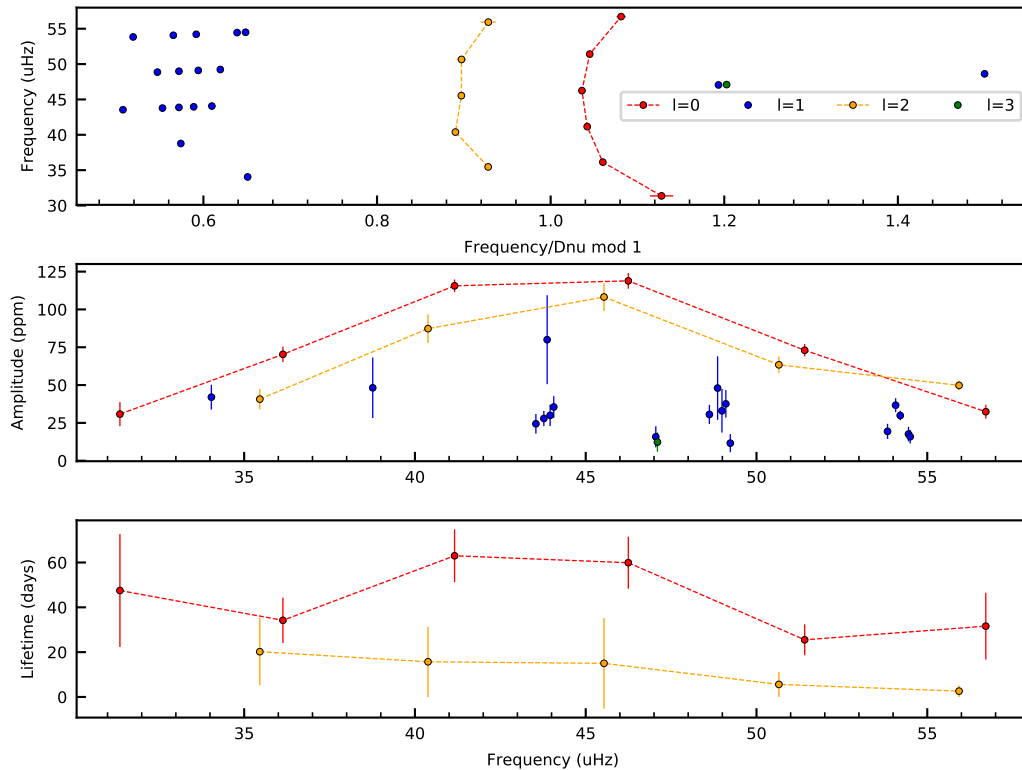 55
50
45
40
35
30
Frequency (uHz)
l=0 l=1 l=2 l=3
0.6 0.8 1.0 1.2 1.4
Frequency/Dnu mod 1
125
100
75
50
25
0
Amplitude (ppm)
35 40 45 50 55
60
40
20
0
Lifetime (days)
35 40 45 50 55
Frequency (uHz)